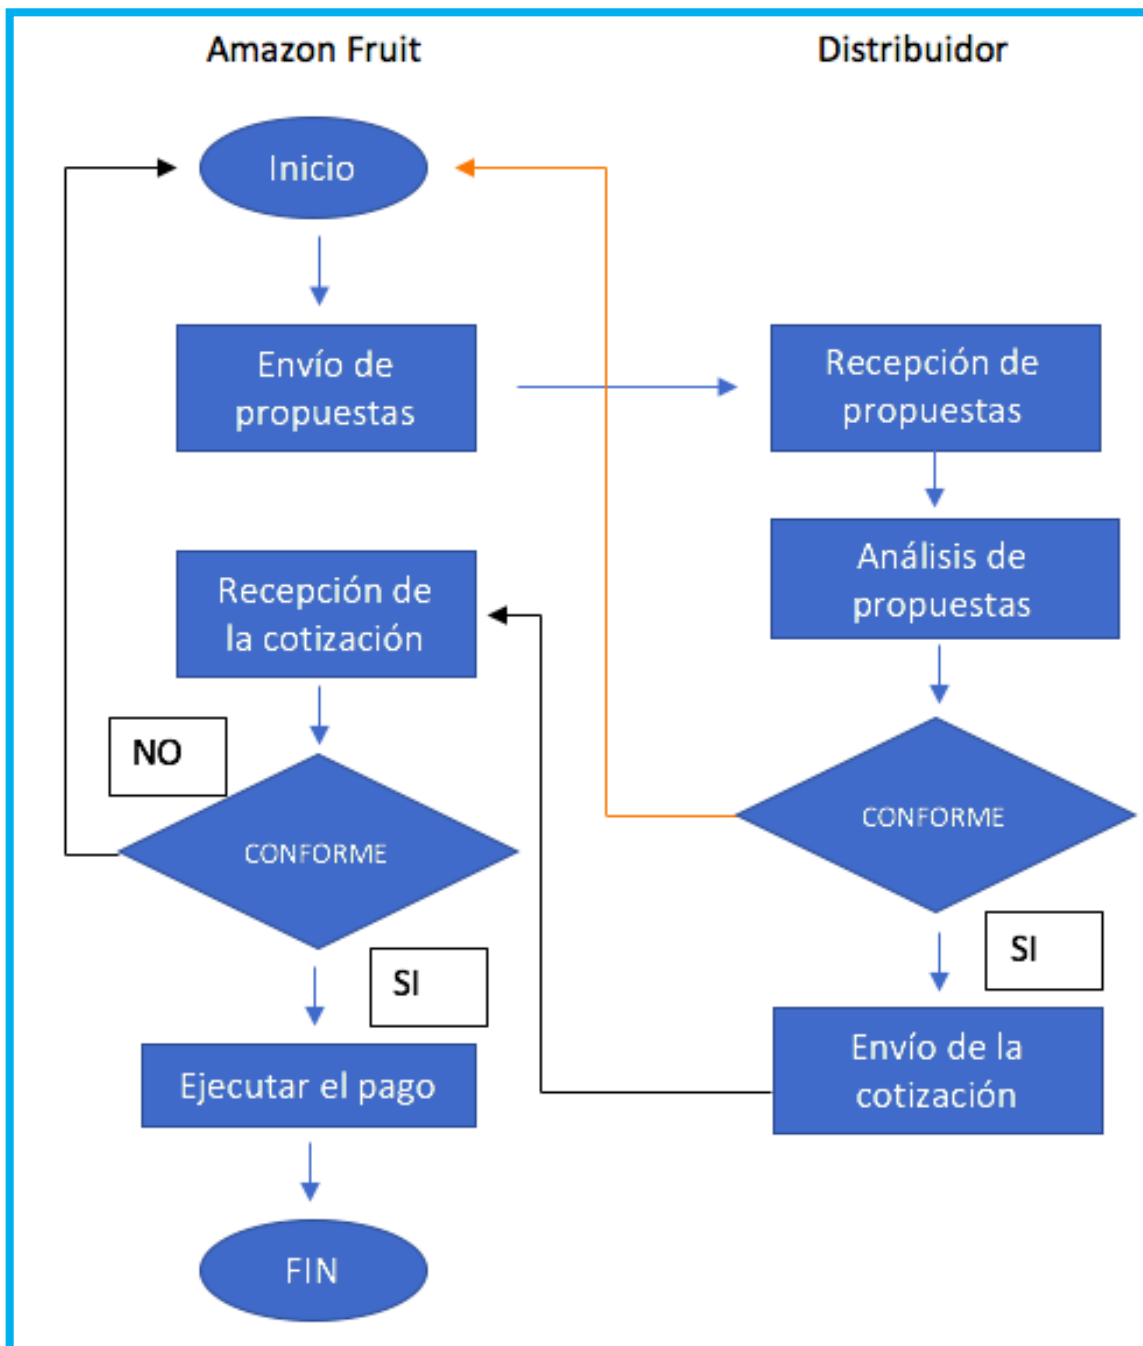 Amazon Fruit
Distribuidor
Inicio
Envío de
propuestas
Recepción de
propuestas
Análisis de
propuestas
Recepción de
la cotización
NO
CONFORME
CONFORME
SI
SI
Envío de la
cotización
Ejecutar el pago
FIN